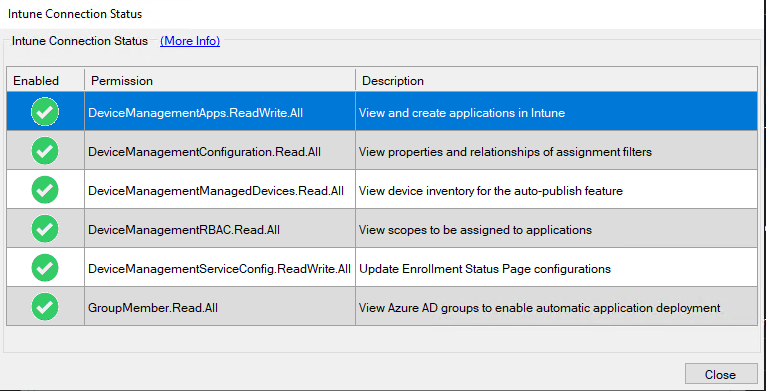 Intune Connection Status
Intune Connection Status (More Info)
Enabled Permission Description
DeviceManagementApps.ReadWrite.All View and create applications in Intune
DeviceManagementConfiguration.Read.All View properties and relationships of assignment filters
DeviceManagementManagedDevices.Read.All View device inventory for the auto-publish feature
DeviceManagementRBAC.Read.All View scopes to be assigned to applications
DeviceManagementServiceConfig.ReadWrite.All Update Enrollment Status Page configurations
GroupMember.Read.All View Azure AD groups to enable automatic application deployment
Close